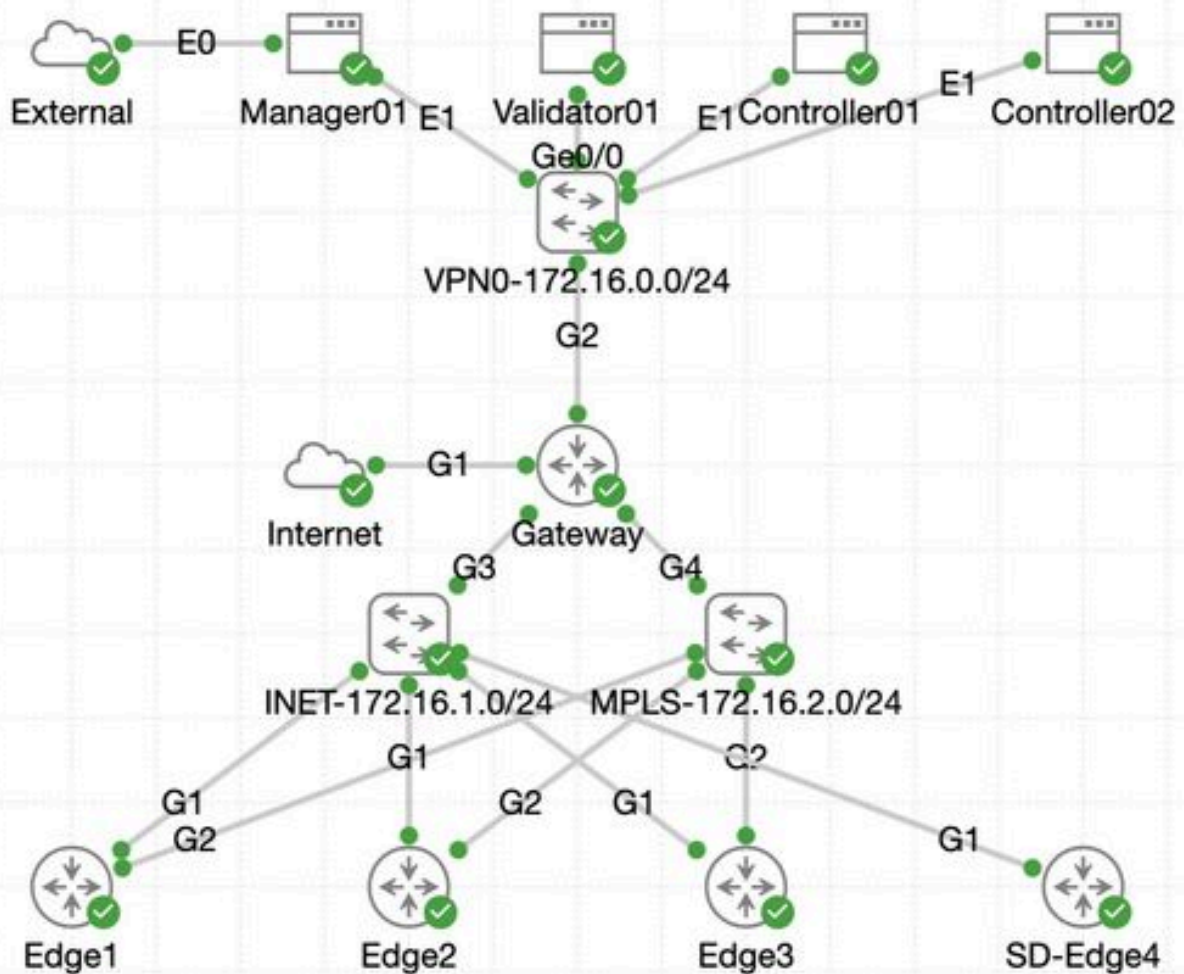 E0
External
Manager01
Validator01
Controller01
Controller02
E1
E1
E1
Ge0/0
VPN0-172.16.0.0/24
G2
G1
Internet
Gateway
G3
G4
INET-172.16.1.0/24
MPLS-172.16.2.0/24
G1
G2
G1
G2
G1
G2
G1
Edge1
Edge2
Edge3
SD-Edge4